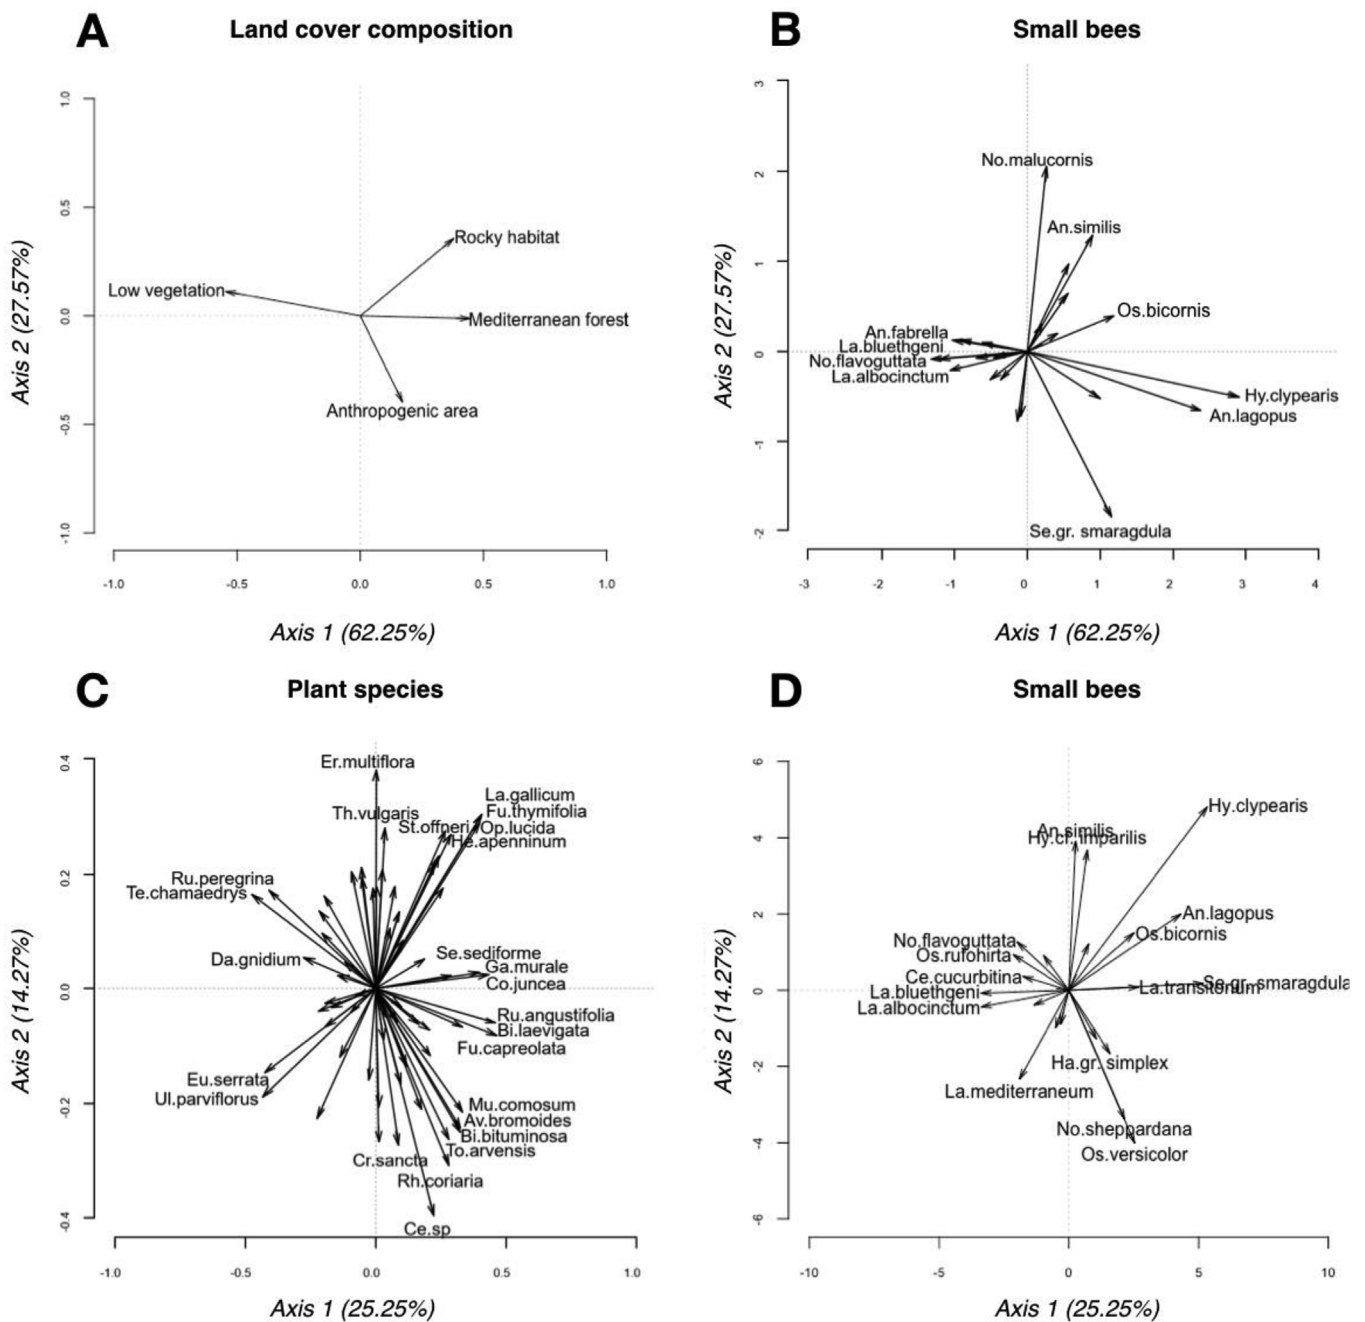 A
Land cover composition
1.0
0.5
0.0
-0.5
-1.0
Axis 2 (27.57%)
Rocky habitat
Low vegetation
Mediterranean forest
Anthropogenic area
-1.0 -0.5 0.0 0.5 1.0
Axis 1 (62.25%)
B
Small bees
3
2
1
0
-1
-2
Axis 2 (27.57%)
No.malucornis
An.similis
Os.bicornis
An.fabrella
La.bluethgeni
No.flavoguttata
La.albocinctum
Hy.clypearis
An.lagopus
Se.gr. smaragdula
-3 -2 -1 0 1 2 3 4
Axis 1 (62.25%)
C
Plant species
0.4
0.2
0.0
-0.2
-0.4
Axis 2 (14.27%)
Er.multiflora
La.gallicum
Th.vulgaris
Fu.thymifolia
St.offneri
Op.lucida
He.apenninum
Ru.peregrina
Te.chamaedrys
Da.gnidium
Se.sediforme
Ga.murale
Co.juncea
Ru.angustifolia
Bi.laevigata
Fu.capreolata
Eu.serrata
Ul.parviflorus
Mu.comosum
Av.bromoides
Bi.bituminosa
To.arvensis
Cr.sancta
Rh.coriaria
Ce.sp
-1.0 -0.5 0.0 0.5 1.0
Axis 1 (25.25%)
D
Small bees
6
4
2
0
-2
-4
-6
Axis 2 (14.27%)
Hy.clypearis
An.similis
Hy.cf.imparilis
An.lagopus
Os.bicornis
No.flavoguttata
Os.rufohirta
Ce.cucurbitina
La.bluethgeni
La.albocinctum
Se.gr. smaragdula
La.transitorium
Ha.gr. simplex
La.mediterraneum
No.sheppardana
Os.versicolor
-10 -5 0 5 10
Axis 1 (25.25%)